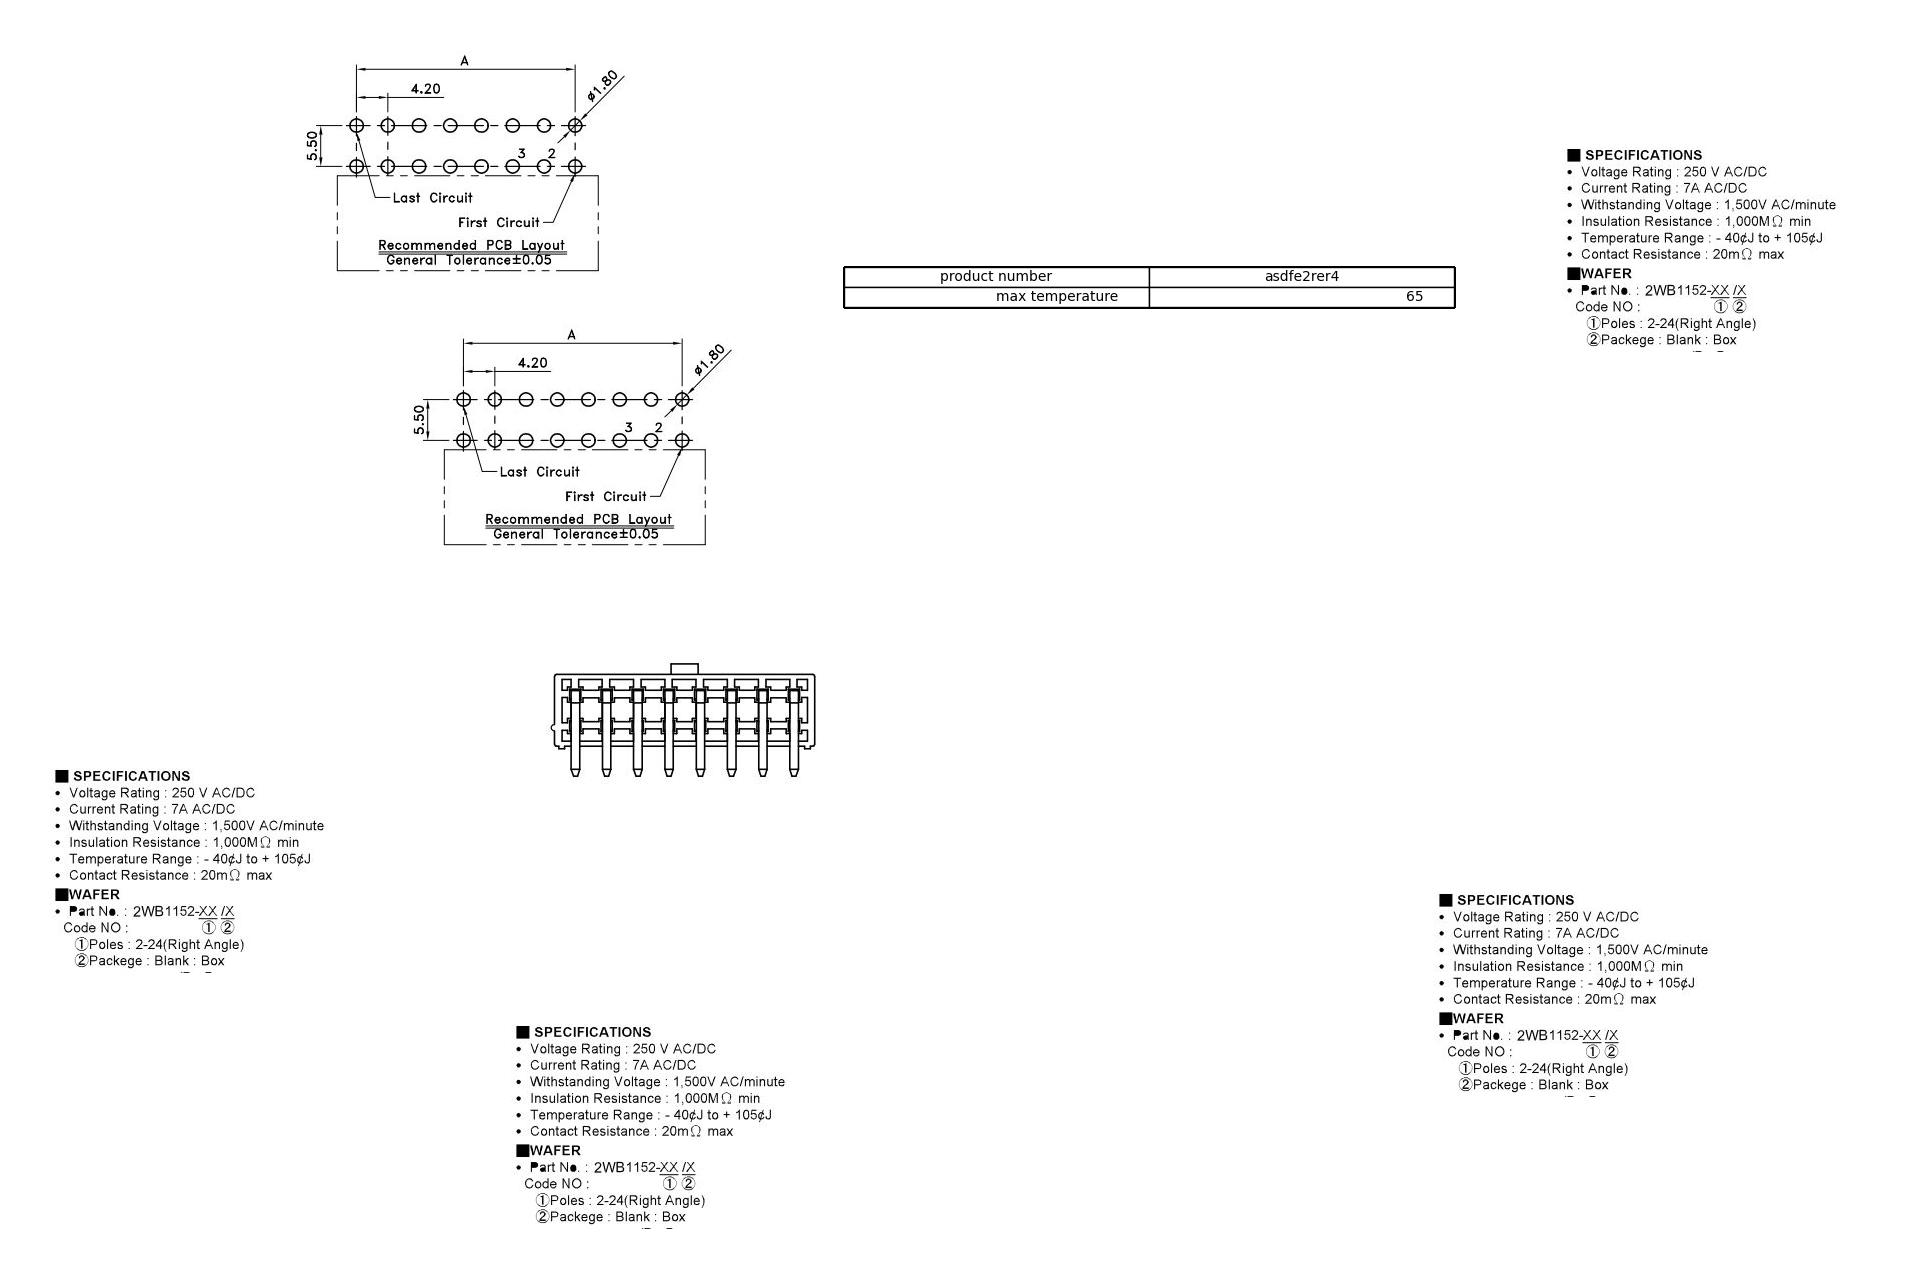 A
4.20
ø1.80
5.50
3 2
Last Circuit
First Circuit
Recommended PCB Layout
General Tolerance±0.05
■ SPECIFICATIONS
• Voltage Rating : 250 V AC/DC
• Current Rating : 7A AC/DC
• Withstanding Voltage : 1,500V AC/minute
• Insulation Resistance : 1,000MΩ min
• Temperature Range : - 40¢J to + 105¢J
• Contact Resistance : 20mΩ max
■WAFER
• Part No. : 2WB1152-XX /X
Code NO : ① ②
①Poles : 2-24(Right Angle)
②Packege : Blank : Box
product number asdfe2rer4
max temperature 65
A
4.20
ø1.80
5.50
3 2
Last Circuit
First Circuit
Recommended PCB Layout
General Tolerance±0.05
■ SPECIFICATIONS
• Voltage Rating : 250 V AC/DC
• Current Rating : 7A AC/DC
• Withstanding Voltage : 1,500V AC/minute
• Insulation Resistance : 1,000MΩ min
• Temperature Range : - 40¢J to + 105¢J
• Contact Resistance : 20mΩ max
■WAFER
• Part No. : 2WB1152-XX /X
Code NO : ① ②
①Poles : 2-24(Right Angle)
②Packege : Blank : Box
■ SPECIFICATIONS
• Voltage Rating : 250 V AC/DC
• Current Rating : 7A AC/DC
• Withstanding Voltage : 1,500V AC/minute
• Insulation Resistance : 1,000MΩ min
• Temperature Range : - 40¢J to + 105¢J
• Contact Resistance : 20mΩ max
■WAFER
• Part No. : 2WB1152-XX /X
Code NO : ① ②
①Poles : 2-24(Right Angle)
②Packege : Blank : Box
■ SPECIFICATIONS
• Voltage Rating : 250 V AC/DC
• Current Rating : 7A AC/DC
• Withstanding Voltage : 1,500V AC/minute
• Insulation Resistance : 1,000MΩ min
• Temperature Range : - 40¢J to + 105¢J
• Contact Resistance : 20mΩ max
■WAFER
• Part No. : 2WB1152-XX /X
Code NO : ① ②
①Poles : 2-24(Right Angle)
②Packege : Blank : Box